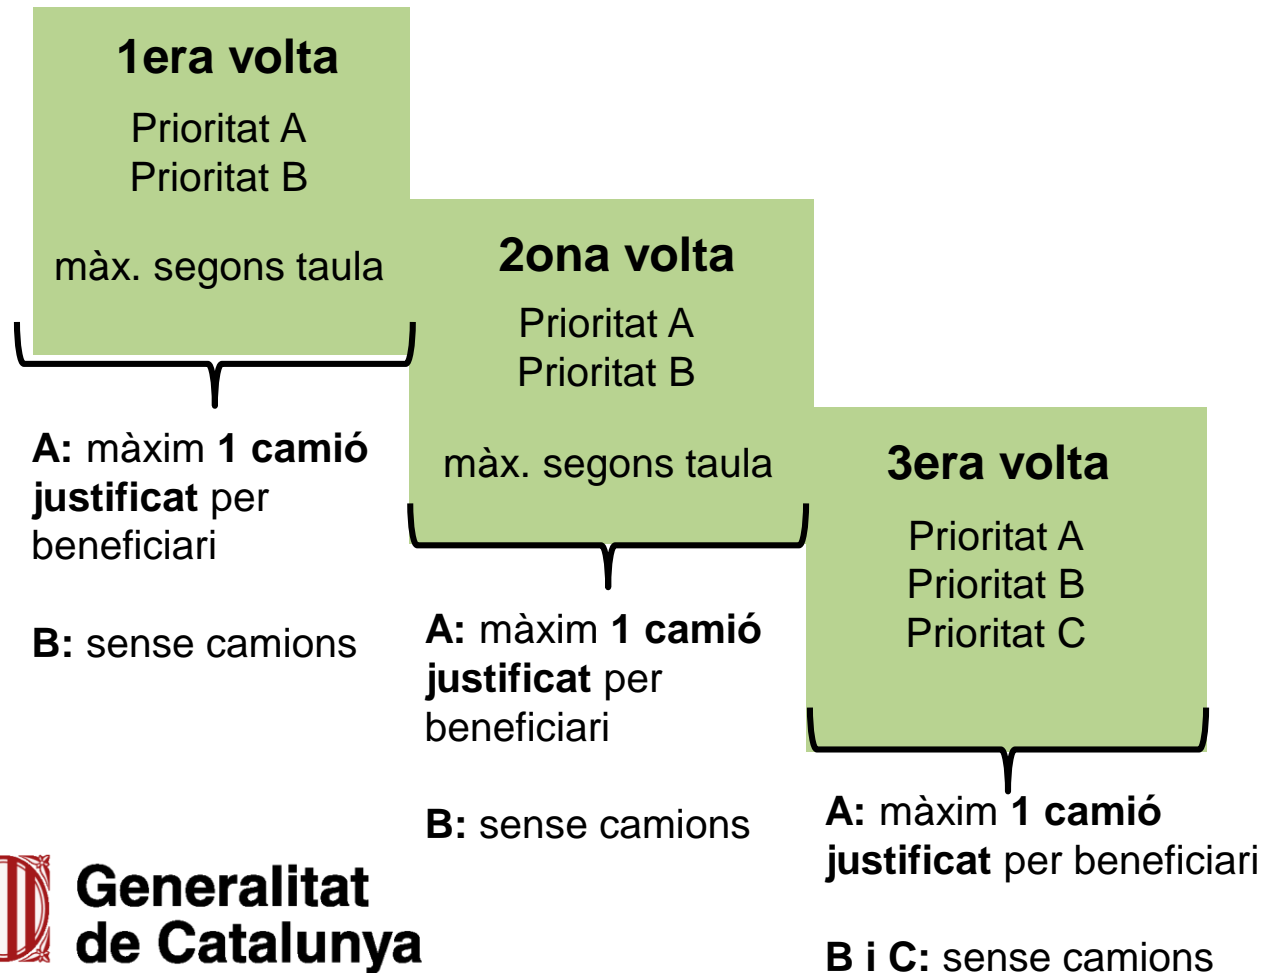 1era volta
Prioritat A
Prioritat B
màx. segons taula
A: màxim 1 camió
justificat per
beneficiari
B: sense camions
2ona volta
Prioritat A
Prioritat B
màx. segons taula
A: màxim 1 camió
justificat per
beneficiari
B: sense camions
3era volta
Prioritat A
Prioritat B
Prioritat C
A: màxim 1 camió
justificat per beneficiari
B i C: sense camions
Generalitat
de Catalunya